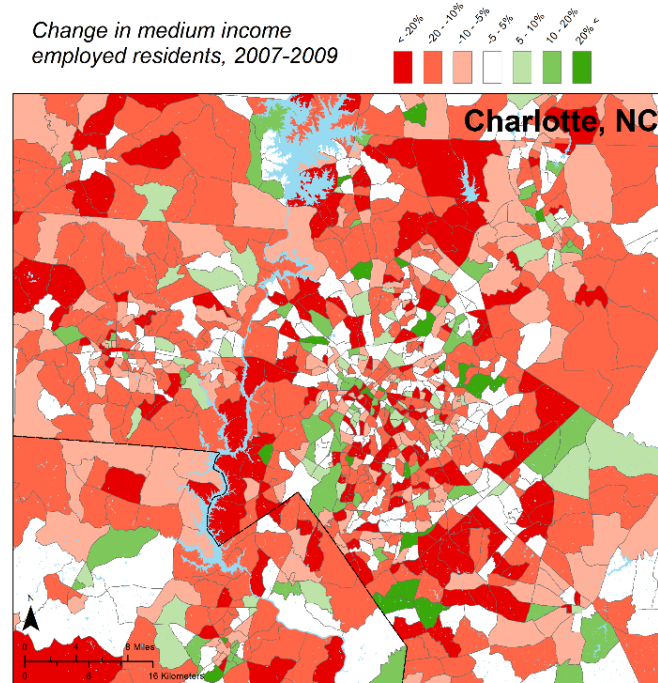 Change in medium income
employed residents, 2007-2009
< -20%
-20 - -10%
-10 - -5%
-5 - 5%
5 - 10%
10 - 20%
20% <
Charlotte, NC
N
0 4 8 Miles
0 8 16 Kilometers